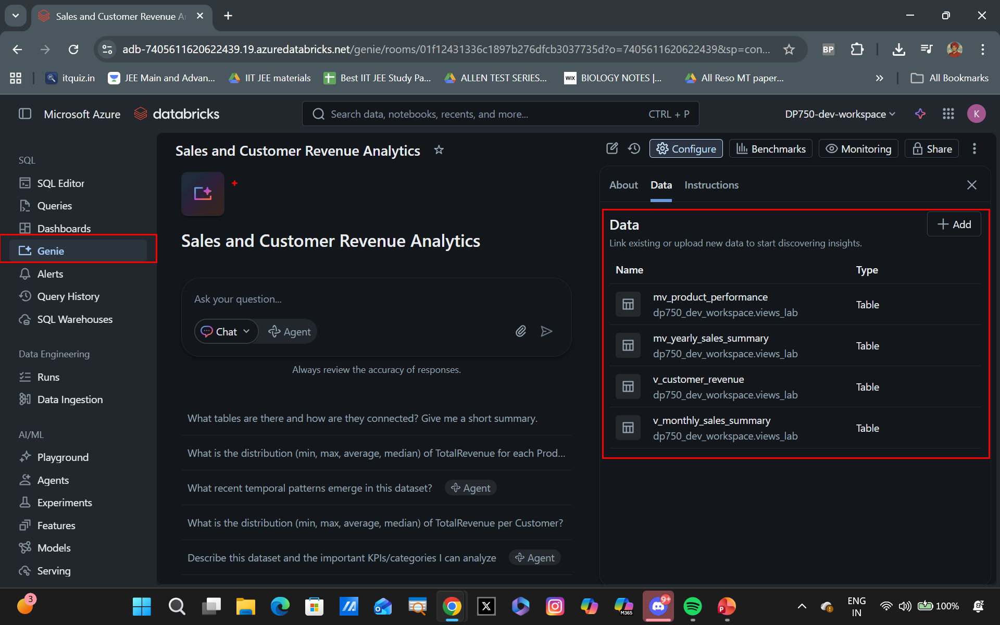 Sales and Customer Revenue A
adb-7405611620622439.19.azuredatabricks.net/genie/rooms/01f12431336c1897b276dfcb3037735d?o=7405611620622439&sp=con...
BP
itquiz.in
JEE Main and Advan...
IIT JEE materials
Best IIT JEE Study Pa...
ALLEN TEST SERIES...
WIX
BIOLOGY NOTES |...
All Reso MT paper...
All Bookmarks
Microsoft Azure
databricks
Search data, notebooks, recents, and more...
CTRL + P
DP750-dev-workspace
K
SQL
SQL Editor
Queries
Dashboards
Genie
Alerts
Query History
SQL Warehouses
Data Engineering
Runs
Data Ingestion
AI/ML
Playground
Agents
Experiments
Features
Models
Serving
Sales and Customer Revenue Analytics
Configure
Benchmarks
Monitoring
Share
Sales and Customer Revenue Analytics
Ask your question...
Chat
Agent
Always review the accuracy of responses.
What tables are there and how are they connected? Give me a short summary.
What is the distribution (min, max, average, median) of TotalRevenue for each Prod...
What recent temporal patterns emerge in this dataset? Agent
What is the distribution (min, max, average, median) of TotalRevenue per Customer?
Describe this dataset and the important KPIs/categories I can analyze Agent
About Data Instructions
Data
Add
Link existing or upload new data to start discovering insights.
Name Type
mv_product_performance
dp750_dev_workspace.views_lab
Table
mv_yearly_sales_summary
dp750_dev_workspace.views_lab
Table
v_customer_revenue
dp750_dev_workspace.views_lab
Table
v_monthly_sales_summary
dp750_dev_workspace.views_lab
Table
3
X
M365
9+
P
ENG
IN
100%